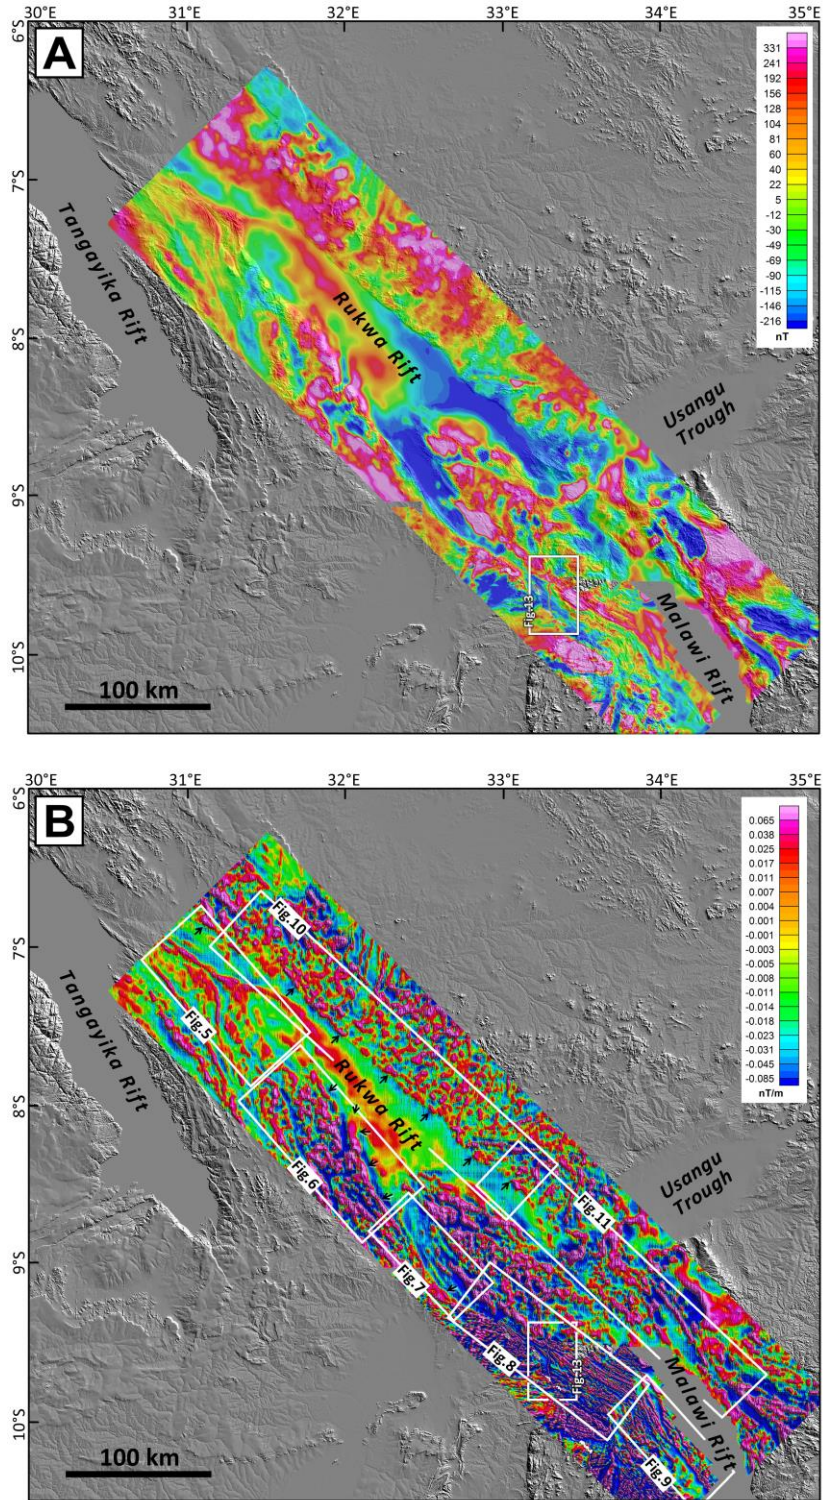 30°E 31°E 32°E 33°E 34°E 35°E
6°S
A
331
241
192
156
128
104
81
60
40
22
5
-12
-30
-49
-69
-90
-115
-146
-216
nT
7°S
Tangayika Rift
Rukwa Rift
8°S
Usangu
Trough
9°S
Fig.13
Malawi Rift
10°S
100 km
30°E 31°E 32°E 33°E 34°E 35°E
6°S
B
0.065
0.038
0.025
0.017
0.011
0.007
0.004
0.001
-0.001
-0.003
-0.005
-0.008
-0.011
-0.014
-0.018
-0.023
-0.031
-0.045
-0.085
nT/m
Fig.10
7°S
Tangayika Rift
Fig.5
Rukwa Rift
8°S
Fig.6
Fig.11
Usangu
Trough
9°S
Fig.7
Fig.8
Fig.13
Malawi Rift
10°S
Fig.9
100 km